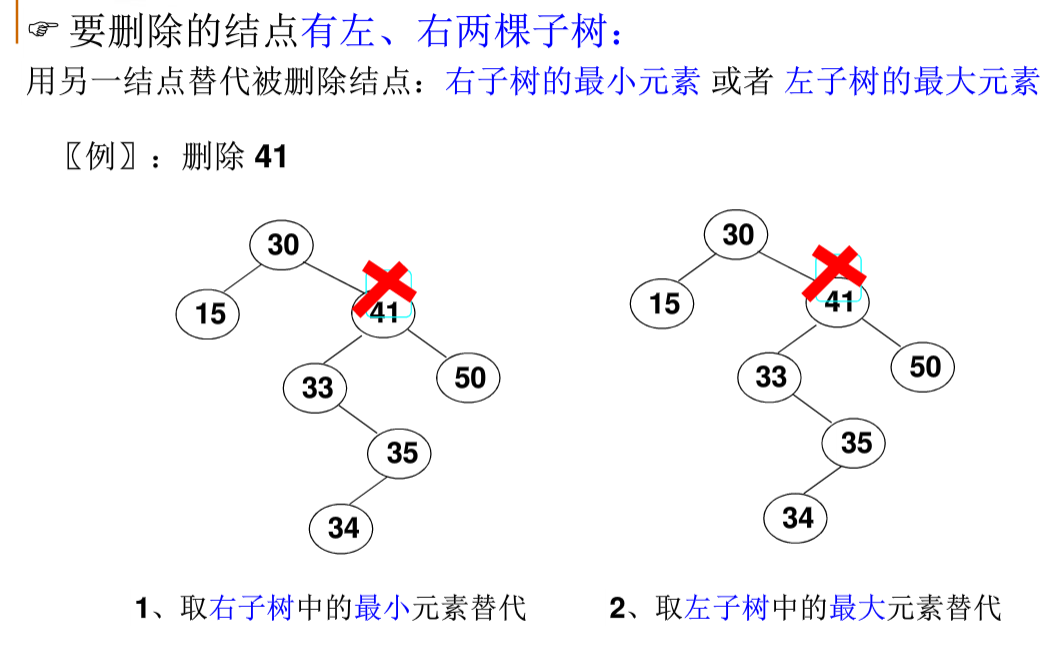 ☞ 要删除的结点有左、右两棵子树：
用另一结点替代被删除结点：右子树的最小元素 或者 左子树的最大元素
〖例〗：删除 41
30
15
41
33
50
35
34
1、取右子树中的最小元素替代
30
15
41
33
50
35
34
2、取左子树中的最大元素替代